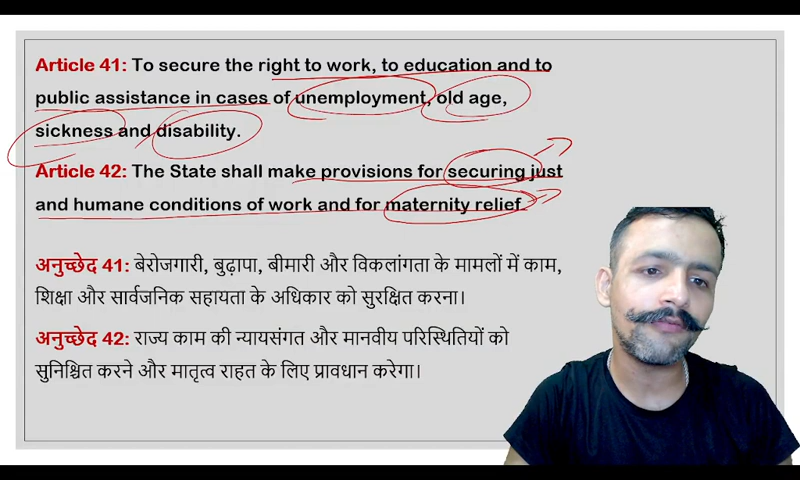 Article 41: To secure the right to work, to education and to
public assistance in cases of unemployment, old age,
sickness and disability.
Article 42: The State shall make provisions for securing just
and humane conditions of work and for maternity relief.
अनुच्छेद 41: बेरोजगारी, बुढ़ापा, बीमारी और विकलांगता के मामलों में काम,
शिक्षा और सार्वजनिक सहायता के अधिकार को सुरक्षित करना।
अनुच्छेद 42: राज्य काम की न्यायसंगत और मानवीय परिस्थितियों को
सुनिश्चित करने और मातृत्व राहत के लिए प्रावधान करेगा।